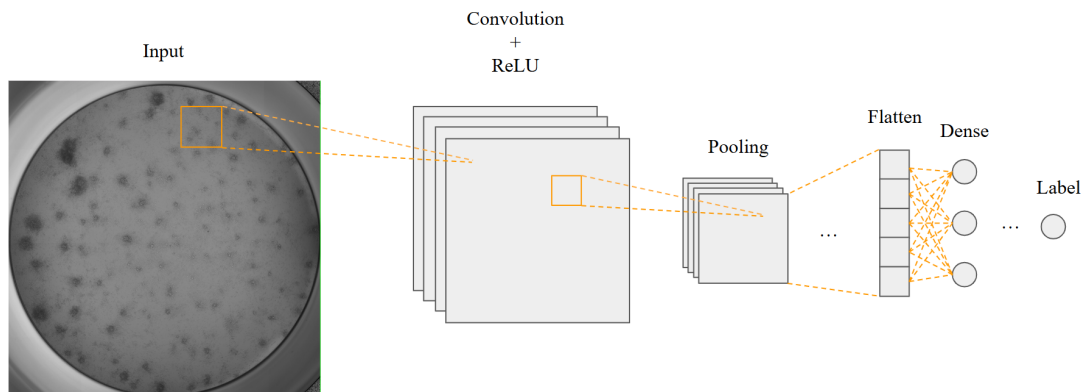 Input
Convolution
+
ReLU
Pooling
...
Flatten
Dense
...
Label